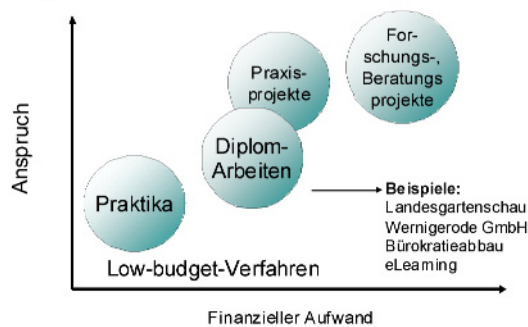 Anspruch
For-
schungs-,
Beratungs
projekte
Praxis-
projekte
Diplom-
Arbeiten
Praktika
Beispiele:
Landesgartenschau
Wernigerode GmbH
Bürokratieabbau
eLearning
Low-budget-Verfahren
Finanzieller Aufwand